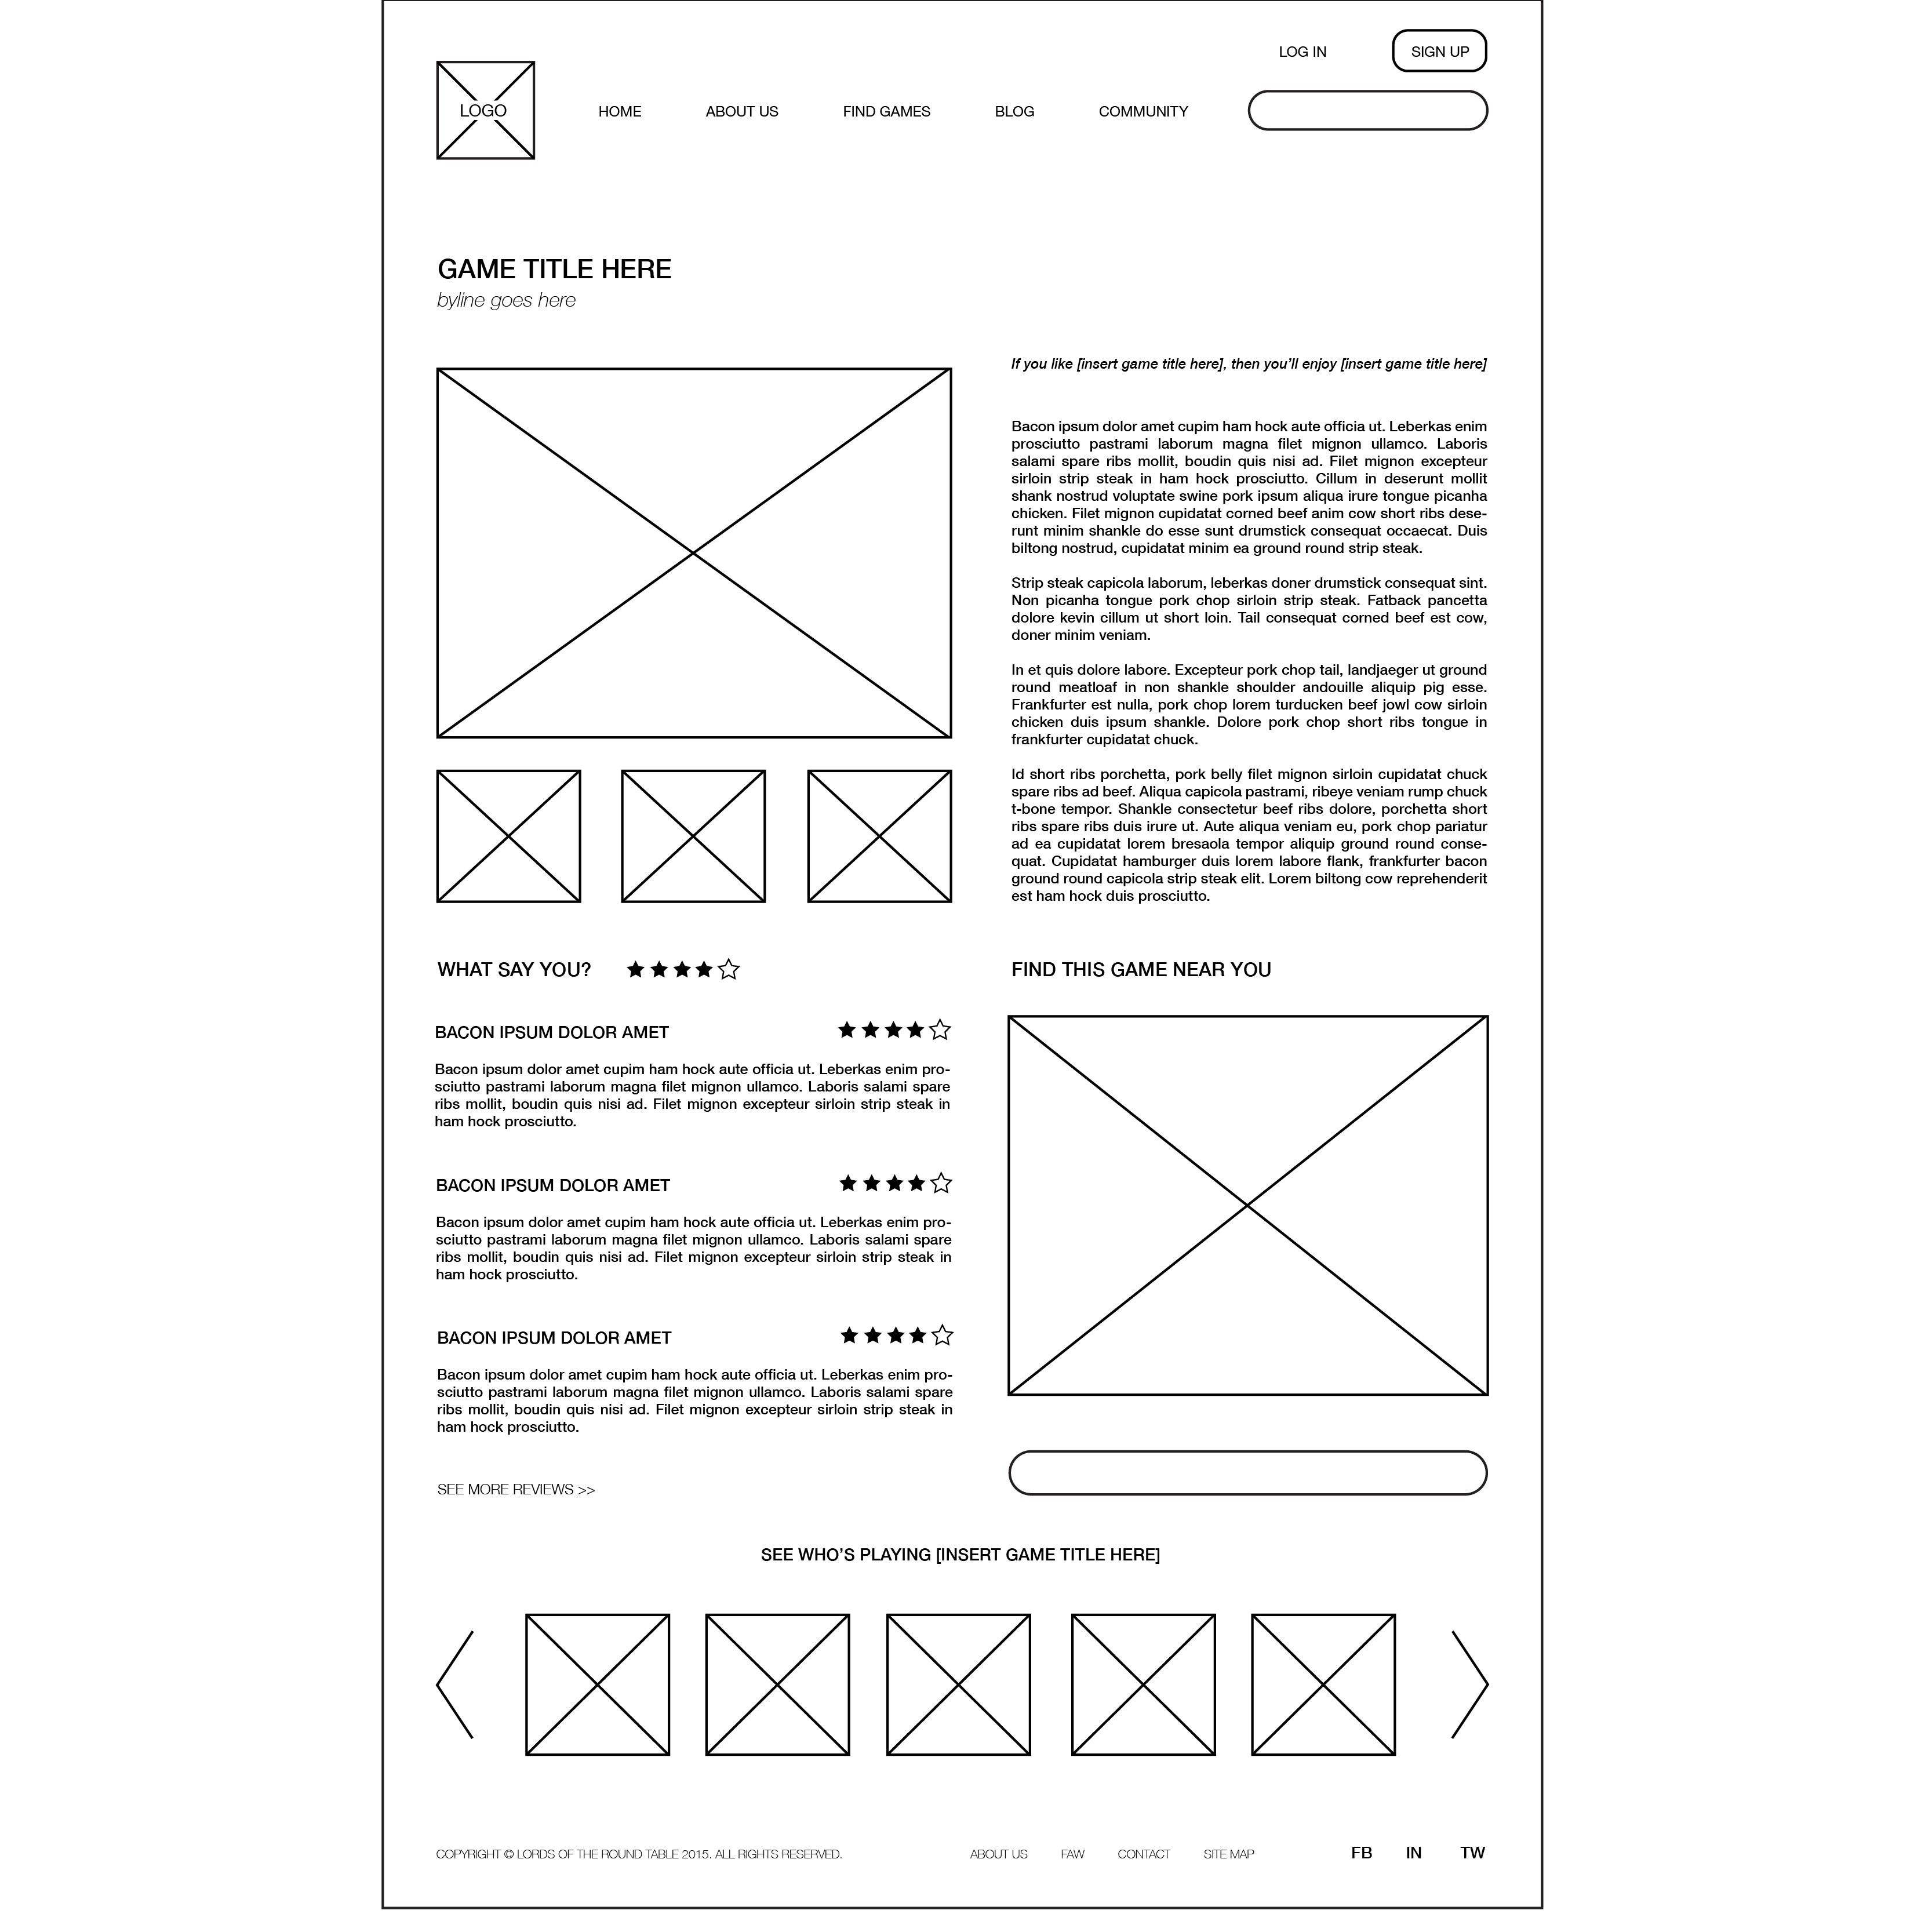 LOG IN
SIGN UP
LOGO
HOME
ABOUT US
FIND GAMES
BLOG
COMMUNITY
GAME TITLE HERE
byline goes here
If you like [insert game title here], then you’ll enjoy [insert game title here]
Bacon ipsum dolor amet cupim ham hock aute officia ut. Leberkas enim
prosciutto pastrami laborum magna filet mignon ullamco. Laboris
salami spare ribs mollit, boudin quis nisi ad. Filet mignon excepteur
sirloin strip steak in ham hock prosciutto. Cillum in deserunt mollit
shank nostrud voluptate swine pork ipsum aliqua irure tongue picanha
chicken. Filet mignon cupidatat corned beef anim cow short ribs dese-
runt minim shankle do esse sunt drumstick consequat occaecat. Duis
biltong nostrud, cupidatat minim ea ground round strip steak.
Strip steak capicola laborum, leberkas doner drumstick consequat sint.
Non picanha tongue pork chop sirloin strip steak. Fatback pancetta
dolore kevin cillum ut short loin. Tail consequat corned beef est cow,
doner minim veniam.
In et quis dolore labore. Excepteur pork chop tail, landjaeger ut ground
round meatloaf in non shankle shoulder andouille aliquip pig esse.
Frankfurter est nulla, pork chop lorem turducken beef jowl cow sirloin
chicken duis ipsum shankle. Dolore pork chop short ribs tongue in
frankfurter cupidatat chuck.
Id short ribs porchetta, pork belly filet mignon sirloin cupidatat chuck
spare ribs ad beef. Aliqua capicola pastrami, ribeye veniam rump chuck
t-bone tempor. Shankle consectetur beef ribs dolore, porchetta short
ribs spare ribs duis irure ut. Aute aliqua veniam eu, pork chop pariatur
ad ea cupidatat lorem bresaola tempor aliquip ground round conse-
quat. Cupidatat hamburger duis lorem labore flank, frankfurter bacon
ground round capicola strip steak elit. Lorem biltong cow reprehenderit
est ham hock duis prosciutto.
WHAT SAY YOU?
BACON IPSUM DOLOR AMET
Bacon ipsum dolor amet cupim ham hock aute officia ut. Leberkas enim pro-
sciutto pastrami laborum magna filet mignon ullamco. Laboris salami spare
ribs mollit, boudin quis nisi ad. Filet mignon excepteur sirloin strip steak in
ham hock prosciutto.
BACON IPSUM DOLOR AMET
Bacon ipsum dolor amet cupim ham hock aute officia ut. Leberkas enim pro-
sciutto pastrami laborum magna filet mignon ullamco. Laboris salami spare
ribs mollit, boudin quis nisi ad. Filet mignon excepteur sirloin strip steak in
ham hock prosciutto.
BACON IPSUM DOLOR AMET
Bacon ipsum dolor amet cupim ham hock aute officia ut. Leberkas enim pro-
sciutto pastrami laborum magna filet mignon ullamco. Laboris salami spare
ribs mollit, boudin quis nisi ad. Filet mignon excepteur sirloin strip steak in
ham hock prosciutto.
SEE MORE REVIEWS >>
FIND THIS GAME NEAR YOU
SEE WHO’S PLAYING [INSERT GAME TITLE HERE]
COPYRIGHT © LORDS OF THE ROUND TABLE 2015. ALL RIGHTS RESERVED.
ABOUT US
FAW
CONTACT
SITE MAP
FB
IN
TW